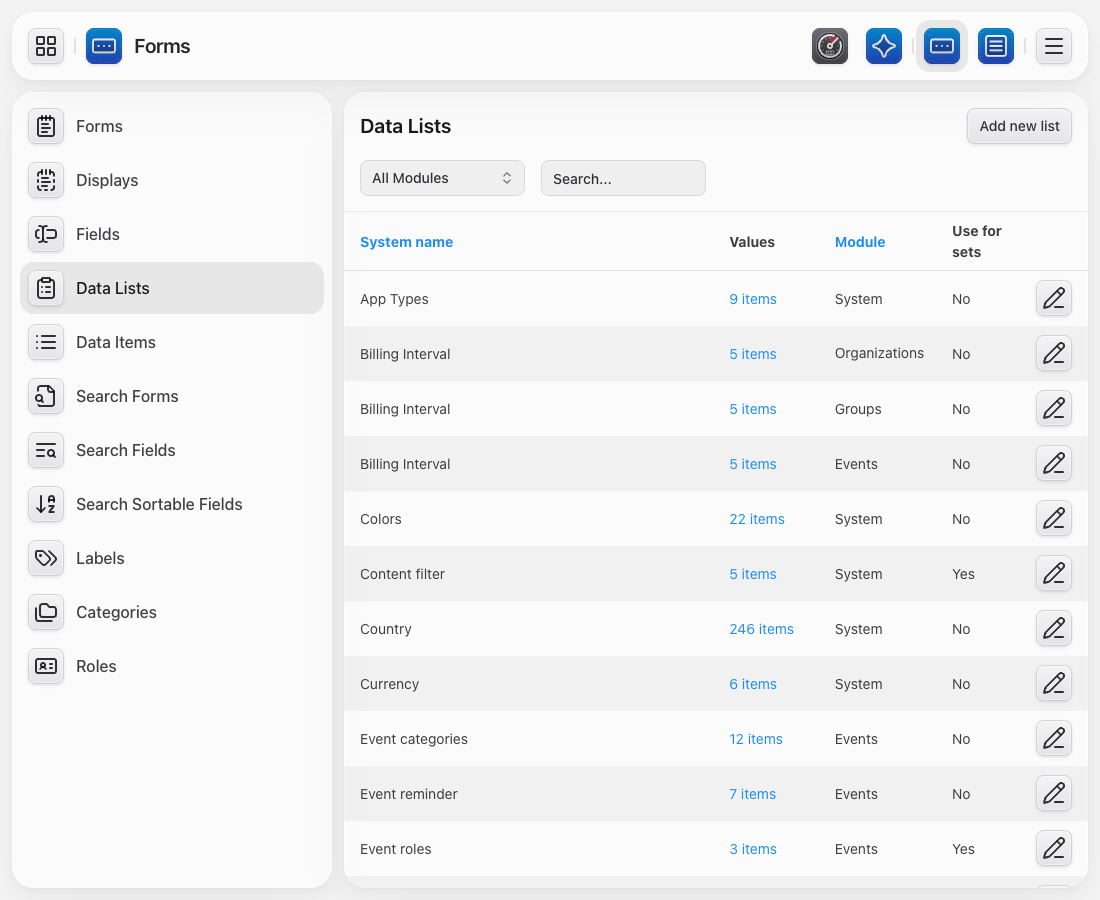 Forms
Forms
Displays
Fields
Data Lists
Data Items
Search Forms
Search Fields
Search Sortable Fields
Labels
Categories
Roles
Data Lists
Add new list
All Modules
Search...
System name Values Module Use for sets
App Types 9 items System No
Billing Interval 5 items Organizations No
Billing Interval 5 items Groups No
Billing Interval 5 items Events No
Colors 22 items System No
Content filter 5 items System Yes
Country 246 items System No
Currency 6 items System No
Event categories 12 items Events No
Event reminder 7 items Events No
Event roles 3 items Events Yes